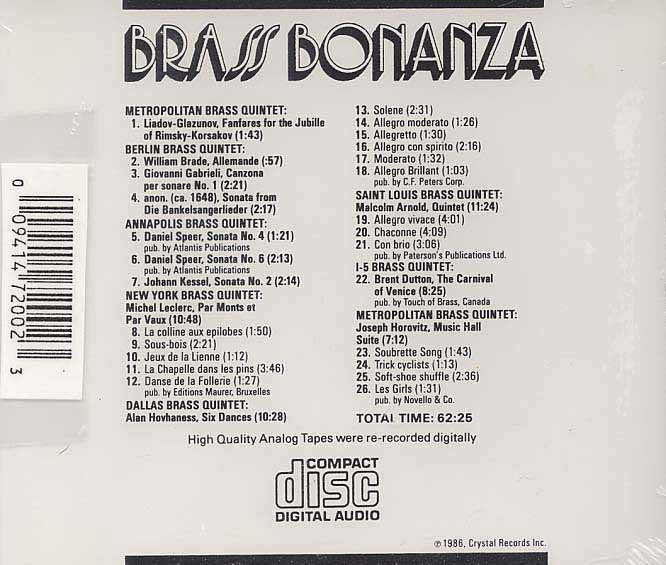 BRASS BONANZA
METROPOLITAN BRASS QUINTET:
1. Liadov-Glazunov, Fanfares for the Jubille
of Rimsky-Korsakov (1:43)
BERLIN BRASS QUINTET:
2. William Brade, Allemande (:57)
3. Giovanni Gabrieli, Canzona
per sonare No. 1 (2:21)
4. anon. (ca. 1648), Sonata from
Die Bankelsangerlieder (2:17)
ANNAPOLIS BRASS QUINTET:
5. Daniel Speer, Sonata No. 4 (1:21)
pub. by Atlantis Publications
6. Daniel Speer, Sonata No. 6 (2:13)
pub. by Atlantis Publications
7. Johann Kessel, Sonata No. 2 (2:14)
NEW YORK BRASS QUINTET:
Michel Leclerc, Par Monts et
Par Vaux (10:48)
8. La colline aux epilobes (1:50)
9. Sous-bois (2:21)
10. Jeux de la Lienne (1:12)
11. La Chapelle dans les pins (3:46)
12. Danse de la Follerie (1:27)
pub. by Editions Maurer, Bruxelles
DALLAS BRASS QUINTET:
Alan Hovhaness, Six Dances (10:28)
13. Solene (2:31)
14. Allegro moderato (1:26)
15. Allegretto (1:30)
16. Allegro con spirito (2:16)
17. Moderato (1:32)
18. Allegro Brillant (1:03)
pub. by C.F. Peters Corp.
SAINT LOUIS BRASS QUINTET:
Malcolm Arnold, Quintet (11:24)
19. Allegro vivace (4:01)
20. Chaconne (4:09)
21. Con brio (3:06)
pub. by Paterson's Publications Ltd.
I-5 BRASS QUINTET:
22. Brent Dutton, The Carnival
of Venice (8:25)
pub. by Touch of Brass, Canada
METROPOLITAN BRASS QUINTET:
Joseph Horovitz, Music Hall
Suite (7:12)
23. Soubrette Song (1:43)
24. Trick cyclists (1:13)
25. Soft-shoe shuffle (2:36)
26. Les Girls (1:31)
pub. by Novello & Co.
TOTAL TIME: 62:25
High Quality Analog Tapes were re-recorded digitally
COMPACT
disc
DIGITAL AUDIO
℗ 1986, Crystal Records Inc.
0 09414 72002 3